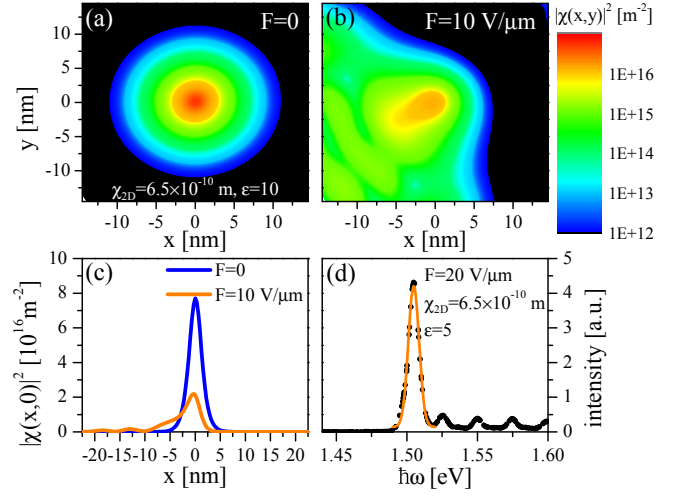 (a) F=0
(b) F=10 V/μm
|χ(x,y)|² [m⁻²]
10
5
0
-5
-10
y [nm]
χ2D=6.5×10⁻¹⁰ m, ε=10
-10 -5 0 5 10
x [nm]
-10 -5 0 5 10
x [nm]
1E+16
1E+15
1E+14
1E+13
1E+12
(c)
F=0
F=10 V/μm
10
8
6
4
2
0
|χ(x,0)|² [10¹⁶m⁻²]
-20 -15 -10 -5 0 5 10 15 20
x [nm]
(d)
F=20 V/μm
χ2D=6.5×10⁻¹⁰ m
ε=5
5
4
3
2
1
0
intensity [a.u.]
1.45 1.50 1.55 1.60
ħω [eV]